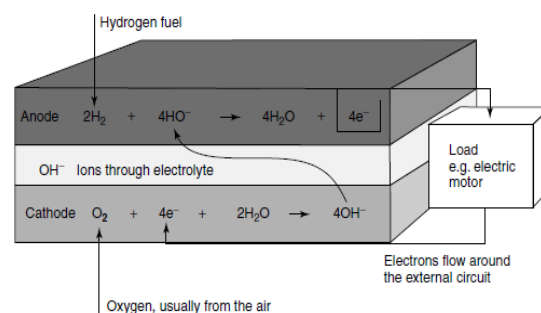 Hydrogen fuel
Anode 2H₂ + 4HO⁻ → 4H₂O + 4e⁻
OH⁻ Ions through electrolyte
Load
e.g. electric
motor
Cathode O₂ + 4e⁻ + 2H₂O → 4OH⁻
Electrons flow around
the external circuit
Oxygen, usually from the air